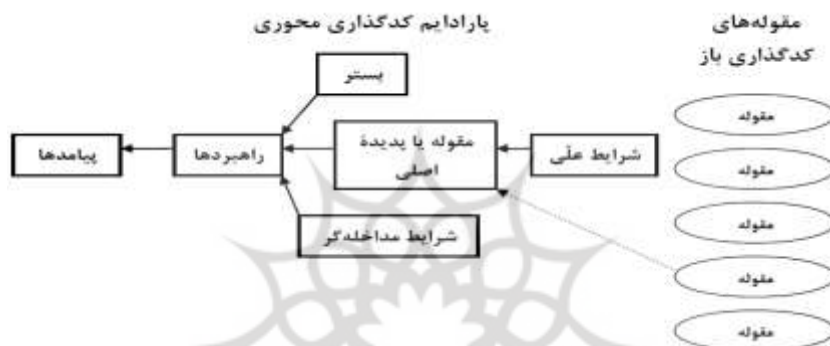 مقوله‌های
کدگذاری باز
پارادایم کدگذاری محوری
مقوله
مقوله
مقوله
مقوله
مقوله
شرایط علّی
مقوله یا پدیدهٔ
اصلی
بستر
راهبردها
شرایط مداخله‌گر
پیامدها